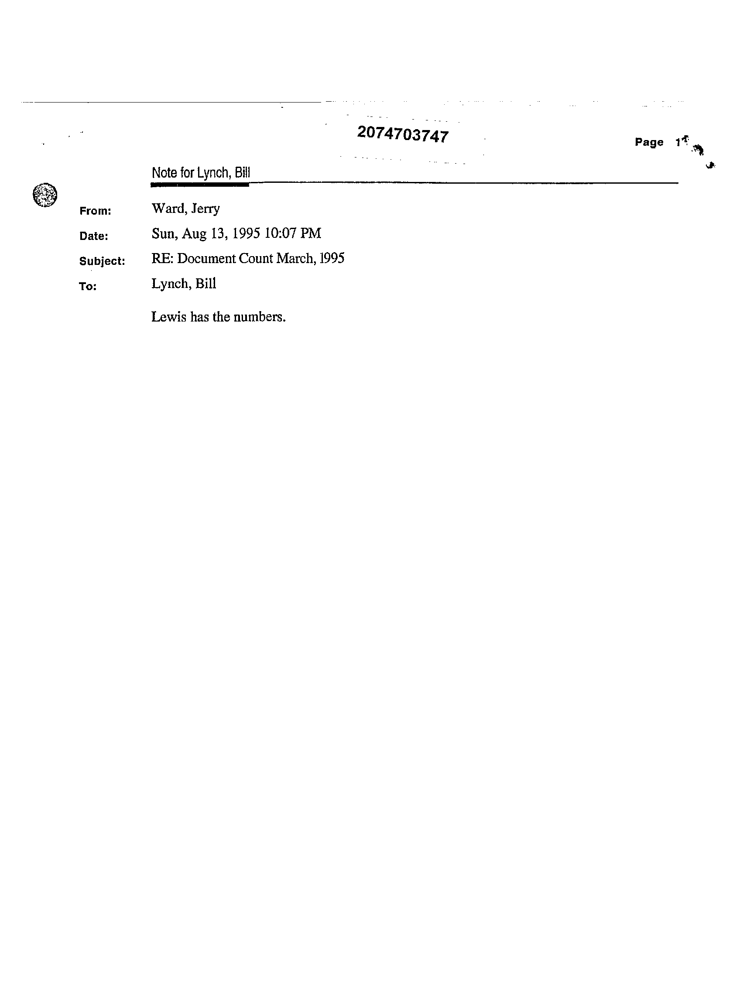 2074703747
Page 1
Note for Lynch, Bill
From: Ward, Jerry
Date: Sun, Aug 13, 1995 10:07 PM
Subject: RE: Document Count March, 1995
To: Lynch, Bill
Lewis has the numbers.